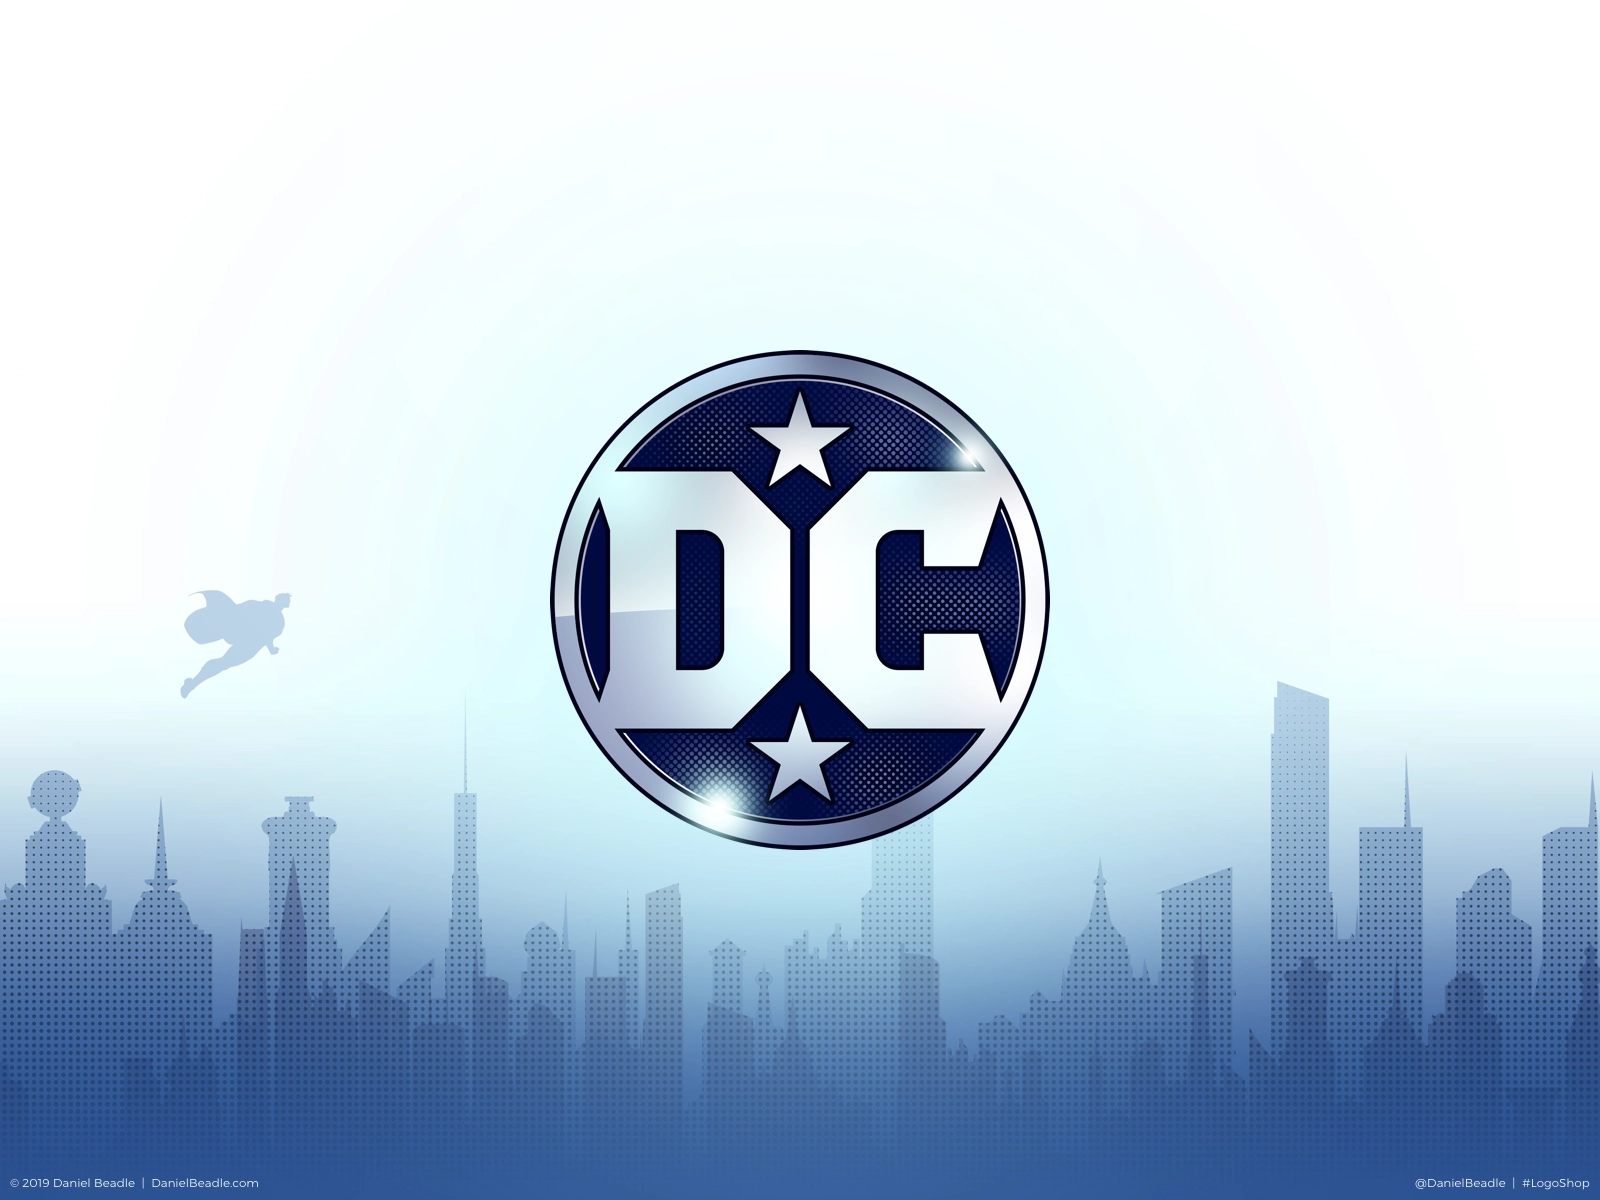 DC
© 2019 Daniel Beadle | DanielBeadle.com
@DanielBeadle | #LogoShop